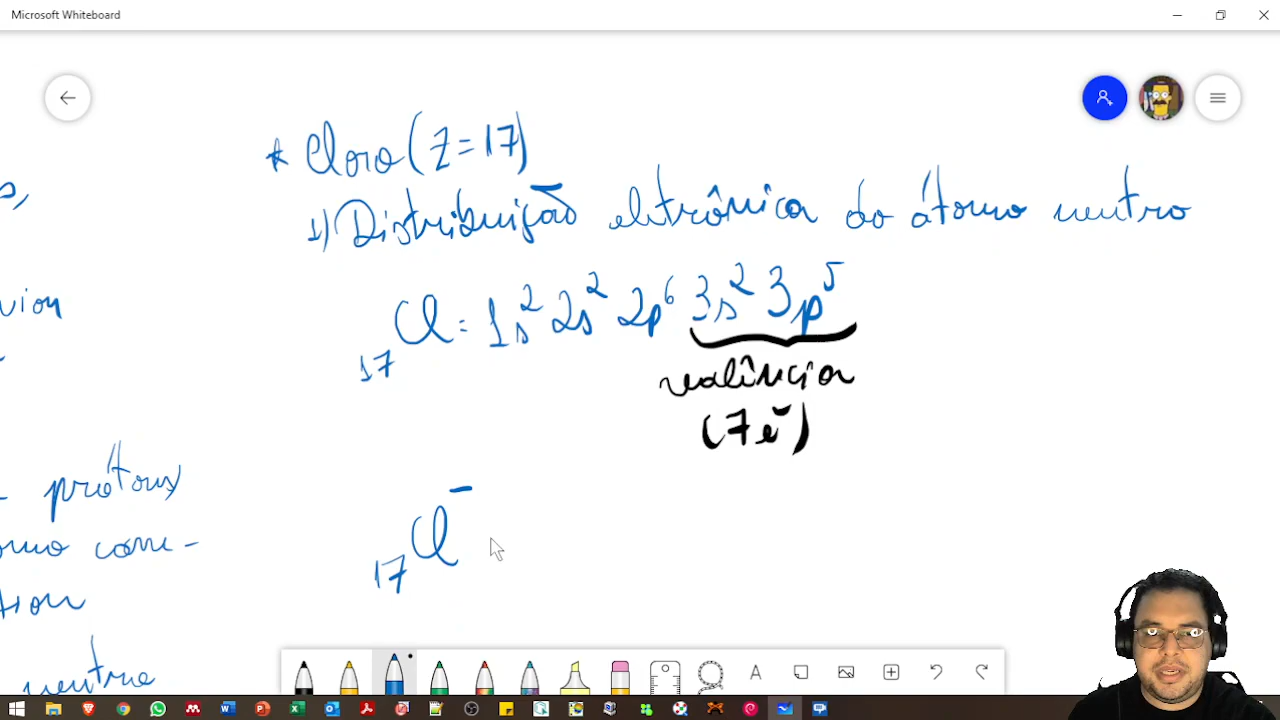 Microsoft Whiteboard
* Cloro (Z=17)
1) Distribuição eletrônica do átomo neutro
₁₇Cl = 1s² 2s² 2p⁶ 3s² 3p⁵
valência
(7e⁻)
₁₇Cl⁻
prótons
com-
neutro